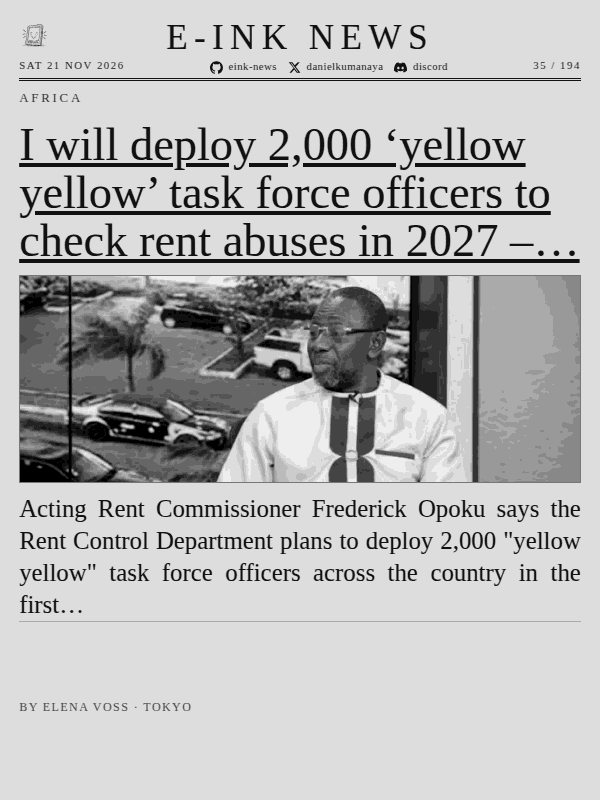 E-INK NEWS
SAT 21 NOV 2026
eink-news danielkumanaya discord
35 / 194
AFRICA
I will deploy 2,000 ‘yellow
yellow’ task force officers to
check rent abuses in 2027 –…
Acting Rent Commissioner Frederick Opoku says the
Rent Control Department plans to deploy 2,000 "yellow
yellow" task force officers across the country in the
first…
BY ELENA VOSS · TOKYO